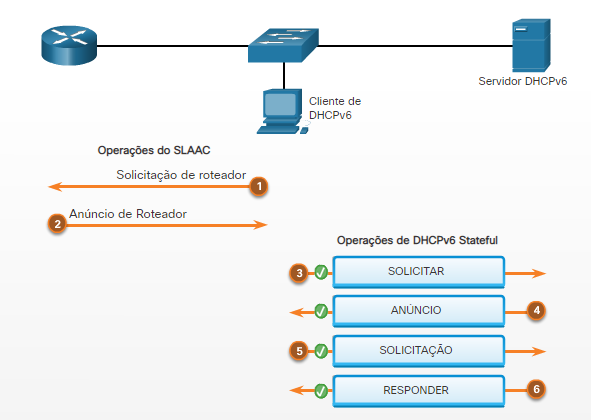 Servidor DHCPv6
Cliente de
DHCPv6
Operações do SLAAC
Solicitação de roteador
1
2
Anúncio de Roteador
Operações de DHCPv6 Stateful
3
SOLICITAR
ANÚNCIO
4
5
SOLICITAÇÃO
RESPONDER
6